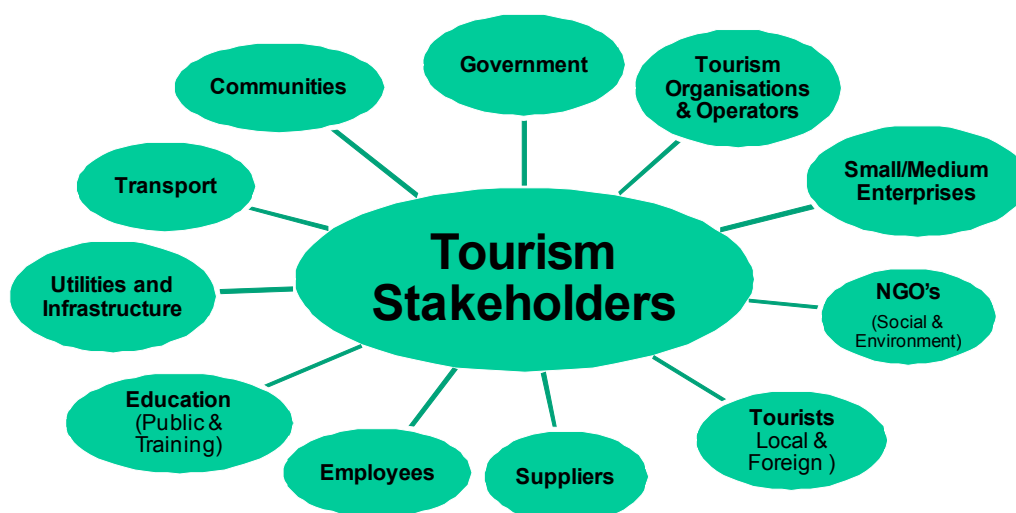 Government
Tourism
Organisations
& Operators
Communities
Small/Medium
Enterprises
Transport
Tourism
Stakeholders
Utilities and
Infrastructure
NGO's
(Social &
Environment)
Education
(Public &
Training)
Tourists
Local &
Foreign )
Employees
Suppliers